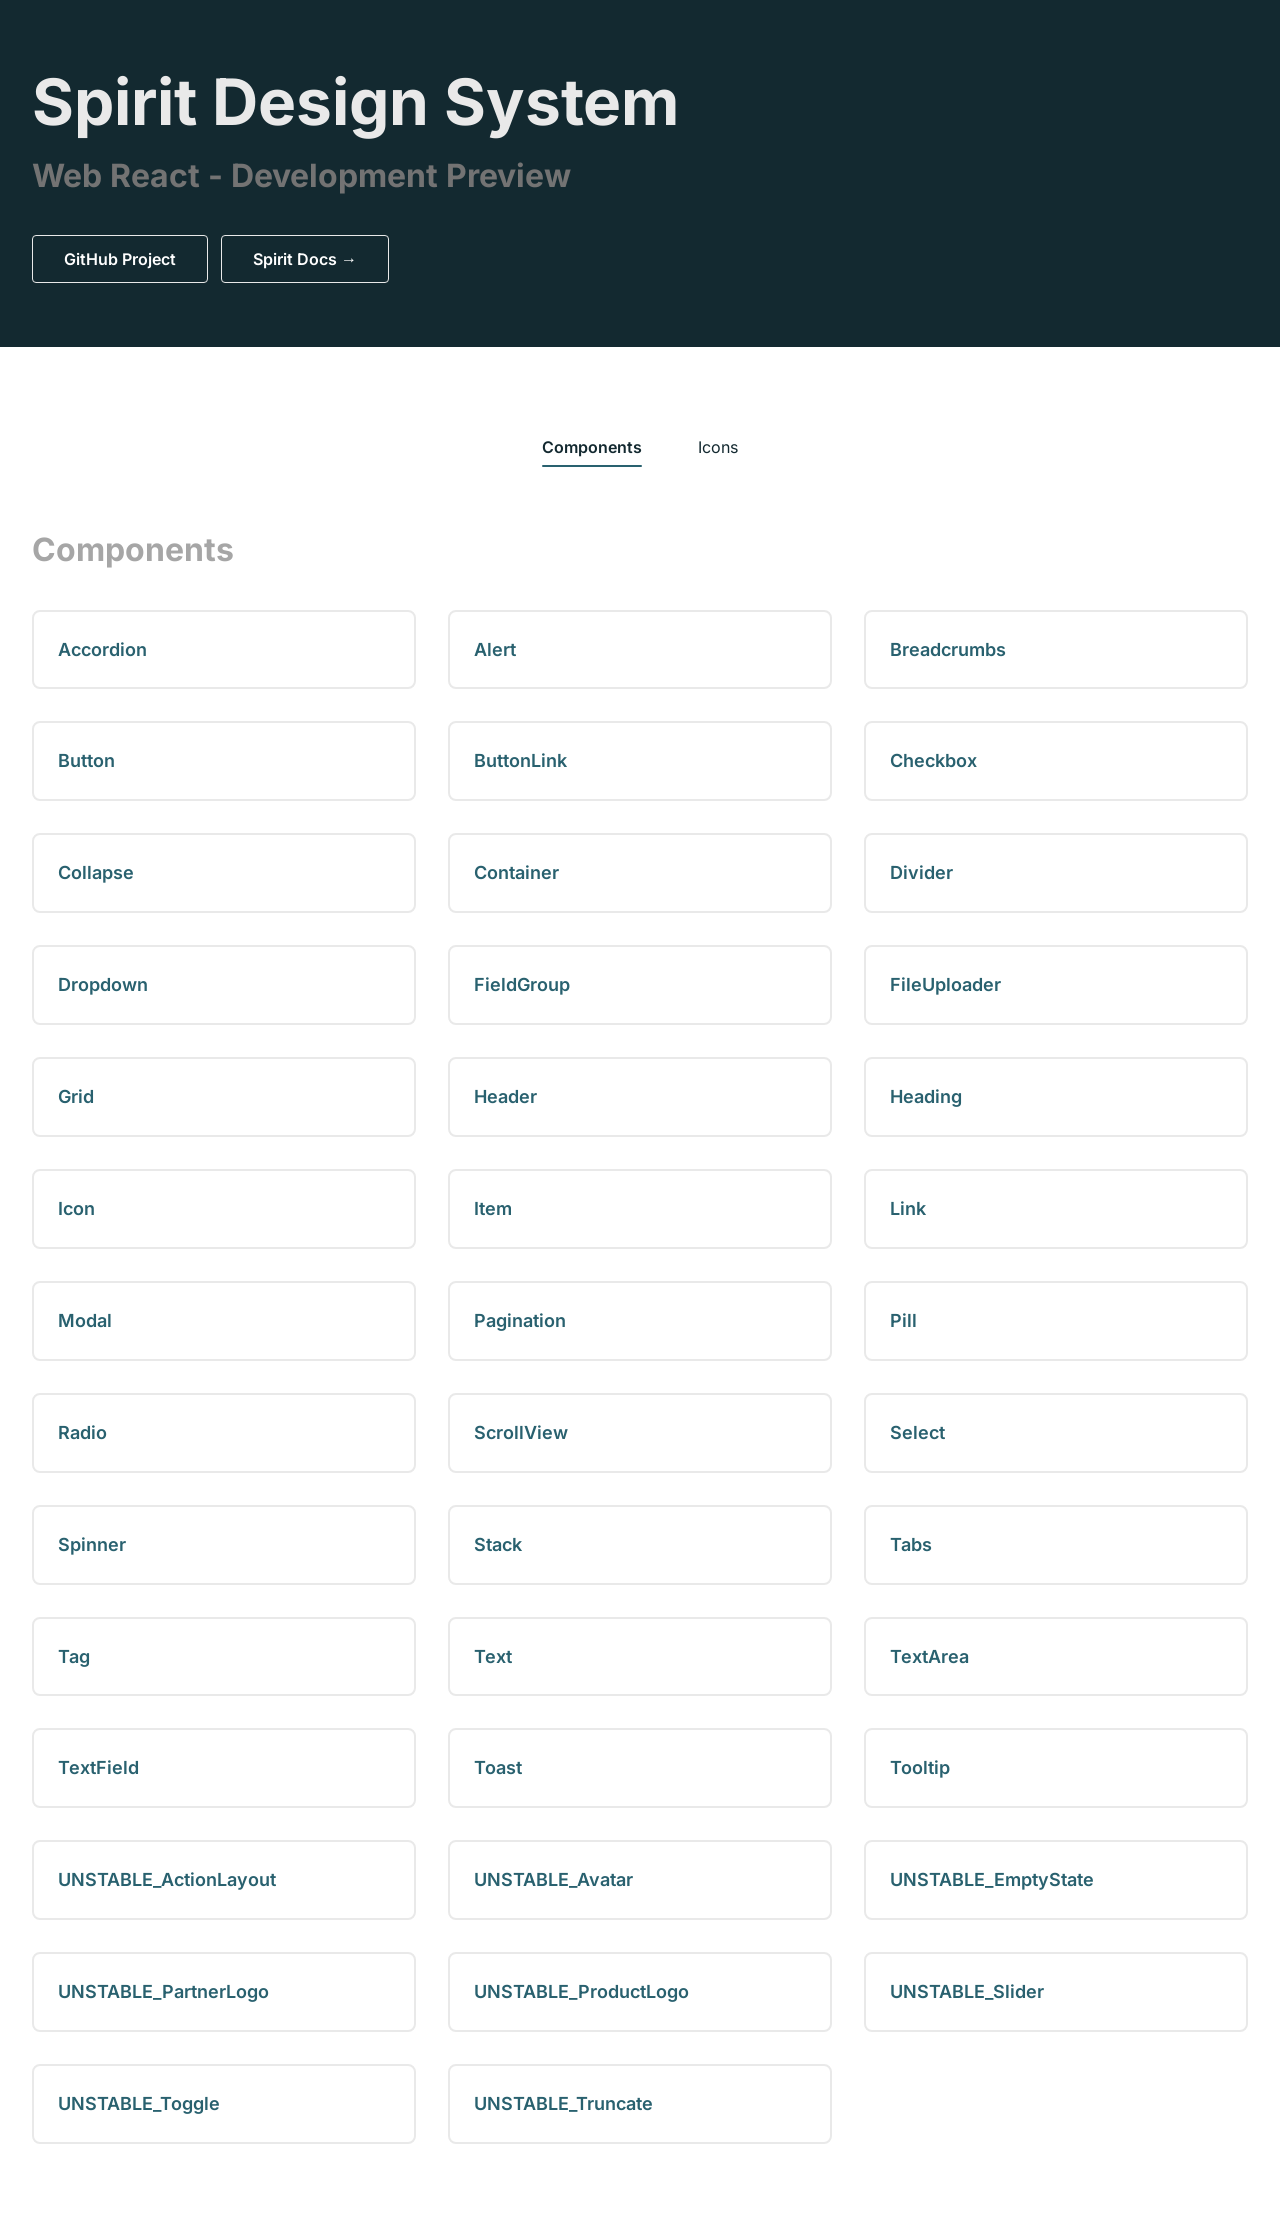 Spirit Design System
Web React - Development Preview
GitHub Project
Spirit Docs →
Components
Icons
Components
Accordion
Alert
Breadcrumbs
Button
ButtonLink
Checkbox
Collapse
Container
Divider
Dropdown
FieldGroup
FileUploader
Grid
Header
Heading
Icon
Item
Link
Modal
Pagination
Pill
Radio
ScrollView
Select
Spinner
Stack
Tabs
Tag
Text
TextArea
TextField
Toast
Tooltip
UNSTABLE_ActionLayout
UNSTABLE_Avatar
UNSTABLE_EmptyState
UNSTABLE_PartnerLogo
UNSTABLE_ProductLogo
UNSTABLE_Slider
UNSTABLE_Toggle
UNSTABLE_Truncate